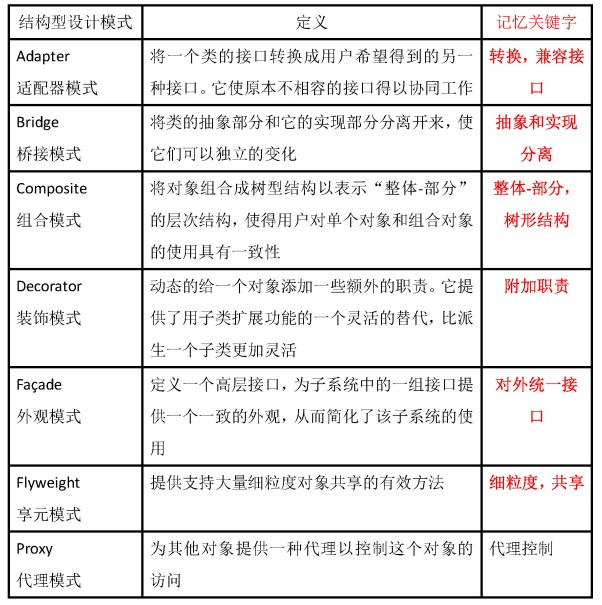 结构型设计模式 定义 记忆关键字
Adapter
适配器模式
将一个类的接口转换成用户希望得到的另一
种接口。它使原本不相容的接口得以协同工作
转换，兼容接
口
Bridge
桥接模式
将类的抽象部分和它的实现部分分离开来，使
它们可以独立的变化
抽象和实现
分离
Composite
组合模式
将对象组合成树型结构以表示“整体-部分”
的层次结构，使得用户对单个对象和组合对象
的使用具有一致性
整体-部分，
树形结构
Decorator
装饰模式
动态的给一个对象添加一些额外的职责。它提
供了用子类扩展功能的一个灵活的替代，比派
生一个子类更加灵活
附加职责
Façade
外观模式
定义一个高层接口，为子系统中的一组接口提
供一个一致的外观，从而简化了该子系统的使
用
对外统一接
口
Flyweight
享元模式
提供支持大量细粒度对象共享的有效方法
细粒度，共享
Proxy
代理模式
为其他对象提供一种代理以控制这个对象的
访问
代理控制